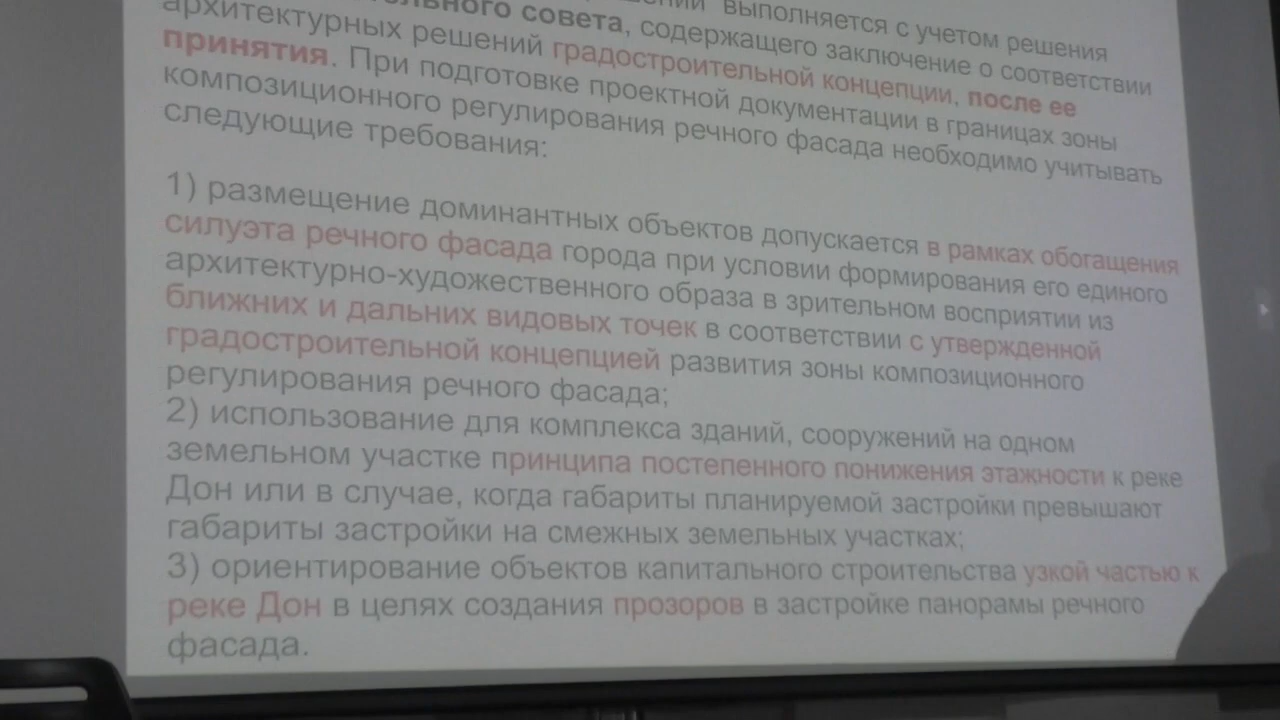 выполняется с учетом решения
совета, содержащего заключение о соответствии
архитектурных решений градостроительной концепции, после ее
принятия. При подготовке проектной документации в границах зоны
композиционного регулирования речного фасада необходимо учитывать
следующие требования:
1) размещение доминантных объектов допускается в рамках обогащения
силуэта речного фасада города при условии формирования его единого
архитектурно-художественного образа в зрительном восприятии из
ближних и дальних видовых точек в соответствии с утвержденной
градостроительной концепцией развития зоны композиционного
регулирования речного фасада;
2) использование для комплекса зданий, сооружений на одном
земельном участке принципа постепенного понижения этажности к реке
Дон или в случае, когда габариты планируемой застройки превышают
габариты застройки на смежных земельных участках;
3) ориентирование объектов капитального строительства узкой частью к
реке Дон в целях создания прозоров в застройке панорамы речного
фасада.